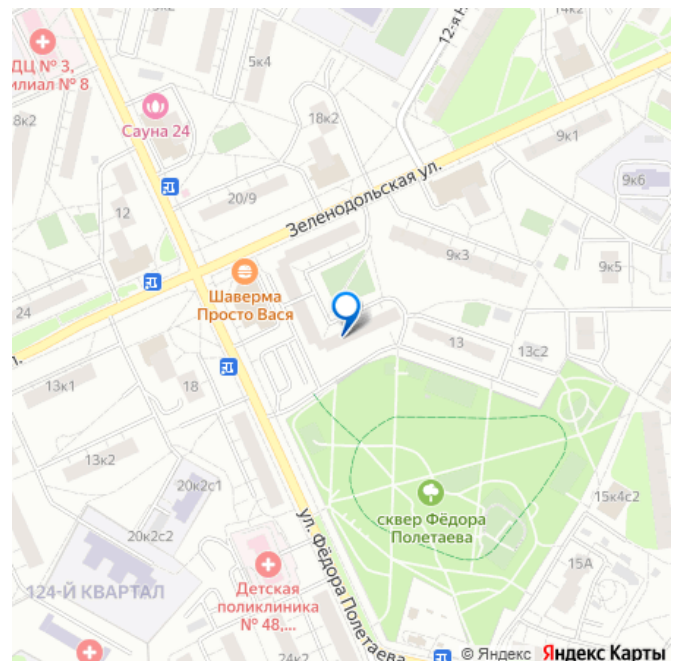 14к2
12-я Н
5к4
ДЦ № 3,
илиал № 8
Сауна 24
8к2
18к2
9к1
Зеленодольская ул.
9к6
20/9
12
9к3
9к5
Шаверма
Просто Вася
24
л.
13
13с2
13к1
18
13к2
20к2с1
сквер Фёдора
Полетаева
15к4с2
20к2с2
ул. Фёдора Полетаева
15А
124-Й КВАРТАЛ
Детская
поликлиника
№ 48,...
24к2
© Яндекс Яндекс Карты